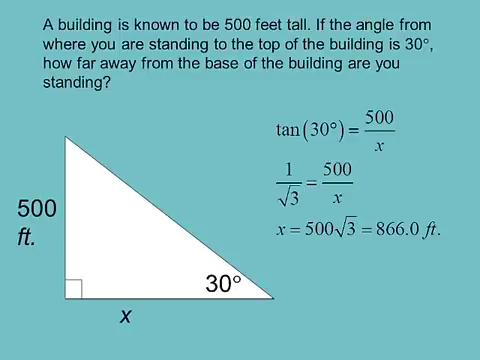 A building is known to be 500 feet tall. If the angle from
where you are standing to the top of the building is 30°,
how far away from the base of the building are you
standing?
tan(30°) = 500/x
1/√3 = 500/x
x = 500√3 = 866.0 ft.
500
ft.
30°
x